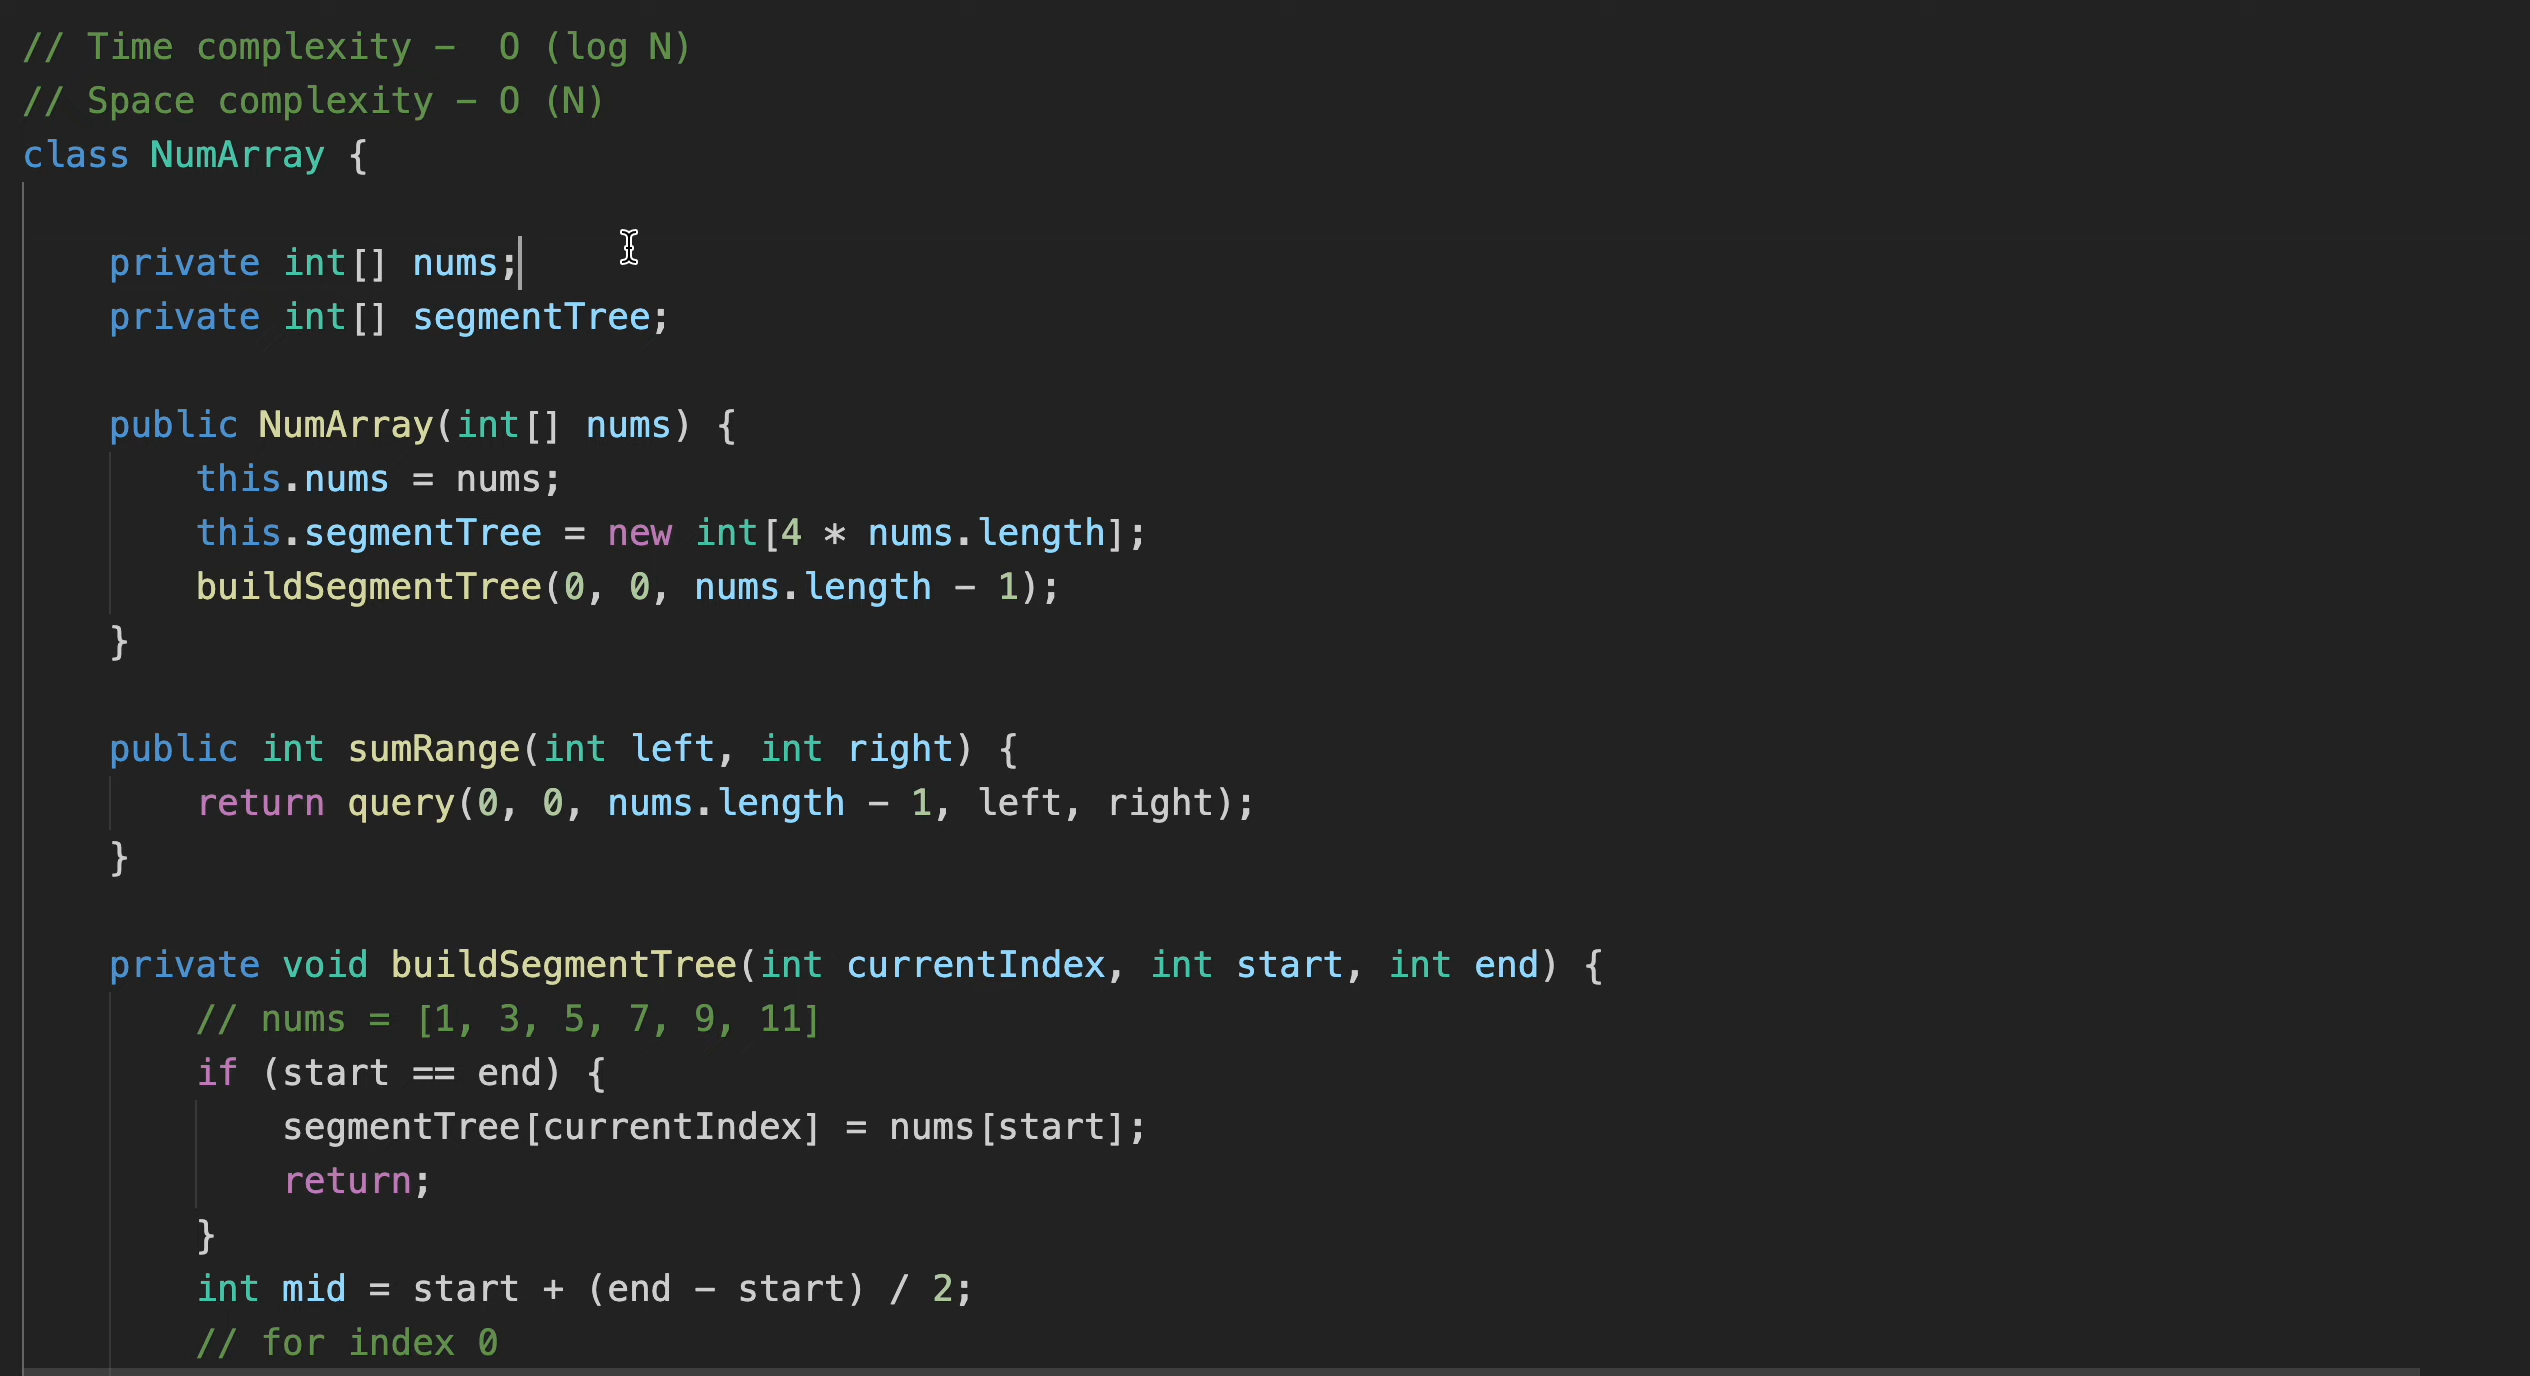 // Time complexity -  O (log N)
// Space complexity - O (N)
class NumArray {
private int[] nums;
private int[] segmentTree;
public NumArray(int[] nums) {
this.nums = nums;
this.segmentTree = new int[4 * nums.length];
buildSegmentTree(0, 0, nums.length - 1);
}
public int sumRange(int left, int right) {
return query(0, 0, nums.length - 1, left, right);
}
private void buildSegmentTree(int currentIndex, int start, int end) {
// nums = [1, 3, 5, 7, 9, 11]
if (start == end) {
segmentTree[currentIndex] = nums[start];
return;
}
int mid = start + (end - start) / 2;
// for index 0